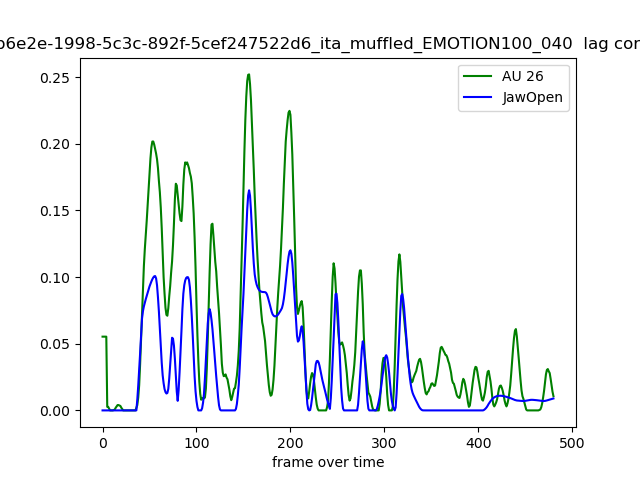 b6e2e-1998-5c3c-892f-5cef247522d6_ita_muffled_EMOTION100_040 lag cor
0.25
0.20
0.15
0.10
0.05
0.00
AU 26
JawOpen
0 100 200 300 400 500
frame over time